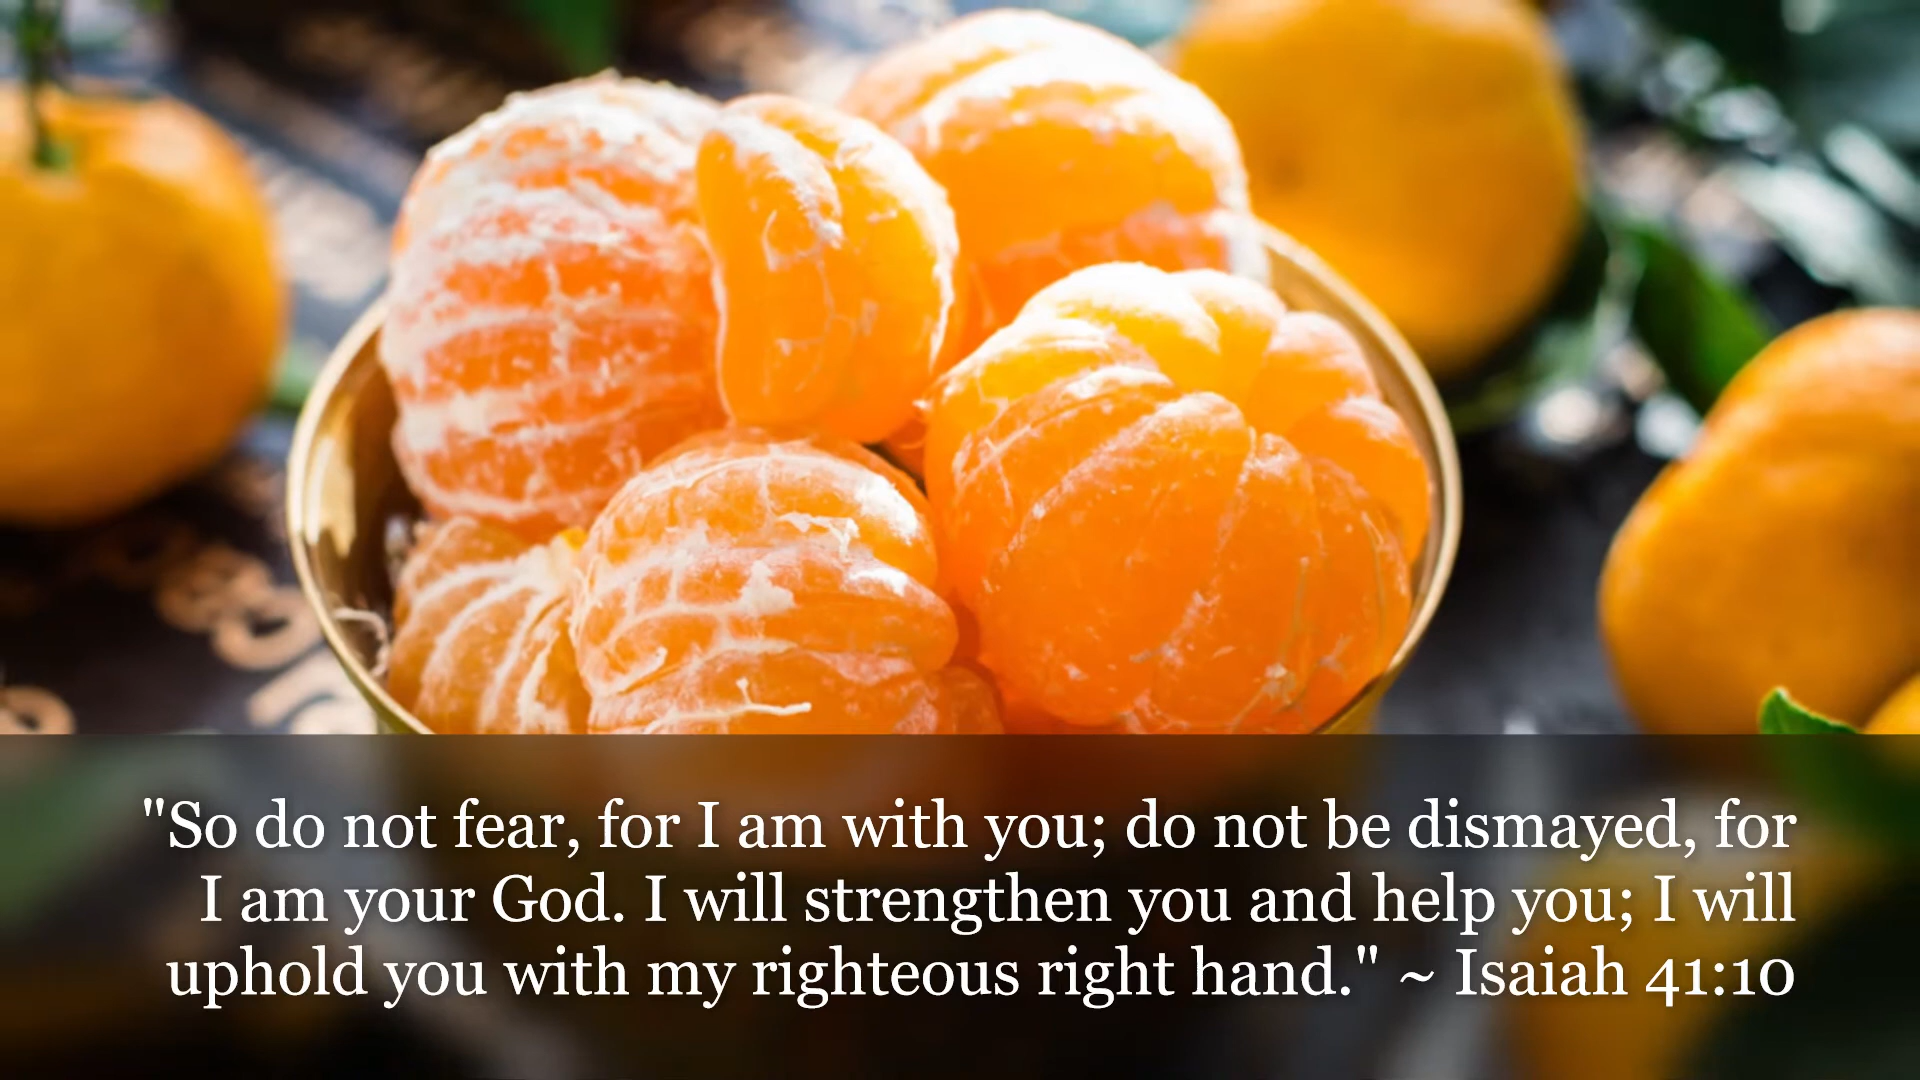 "So do not fear, for I am with you; do not be dismayed, for
I am your God. I will strengthen you and help you; I will
uphold you with my righteous right hand." ~ Isaiah 41:10